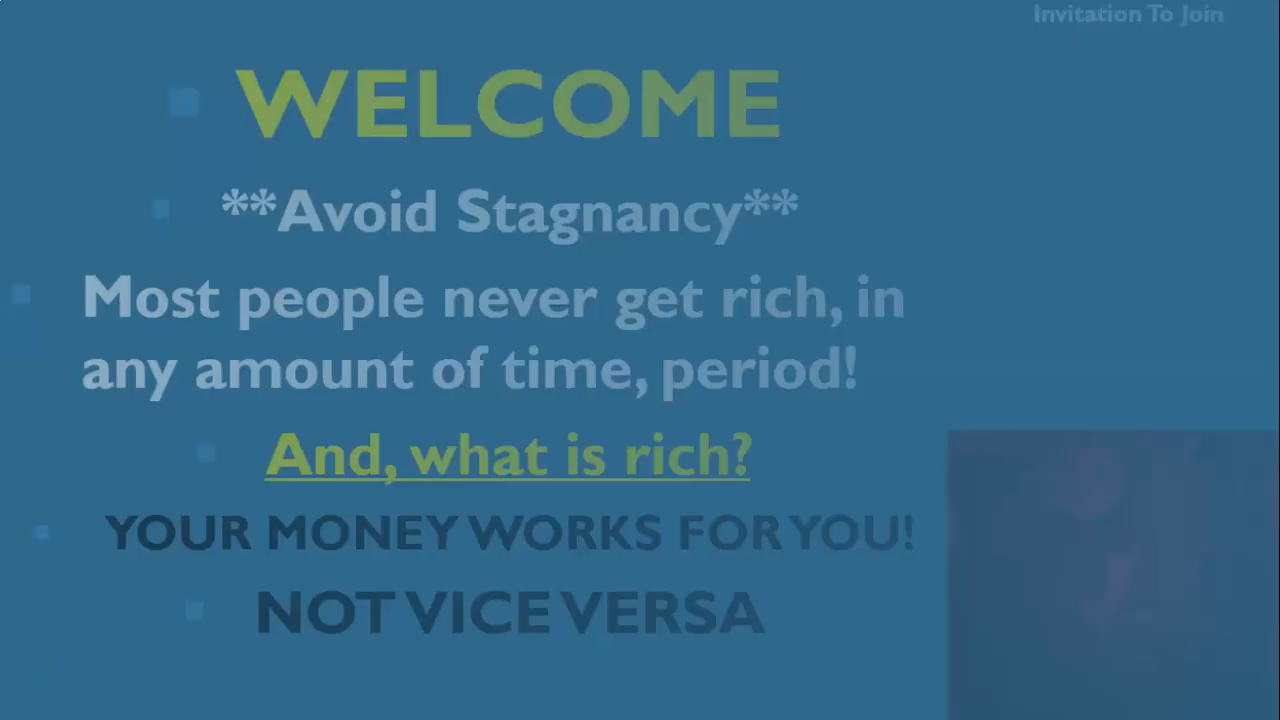 Invitation To Join
WELCOME
**Avoid Stagnancy**
Most people never get rich, in
any amount of time, period!
And, what is rich?
YOUR MONEY WORKS FOR YOU!
NOT VICE VERSA